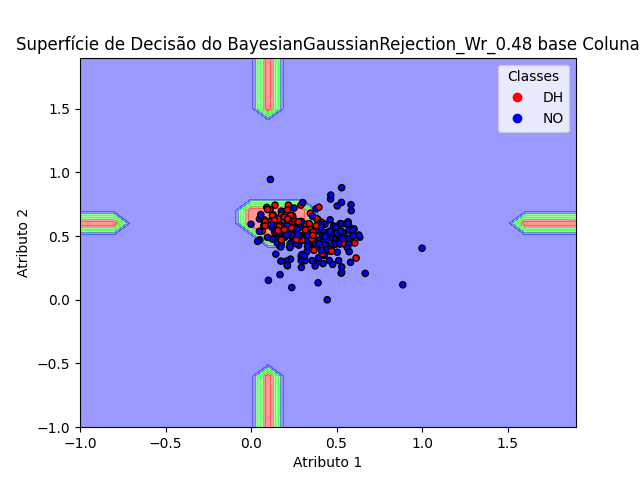 Superfície de Decisão do BayesianGaussianRejection_Wr_0.48 base Coluna
Classes
DH
NO
Atributo 2
1.5
1.0
0.5
0.0
−0.5
−1.0
−1.0
−0.5
0.0
0.5
1.0
1.5
Atributo 1